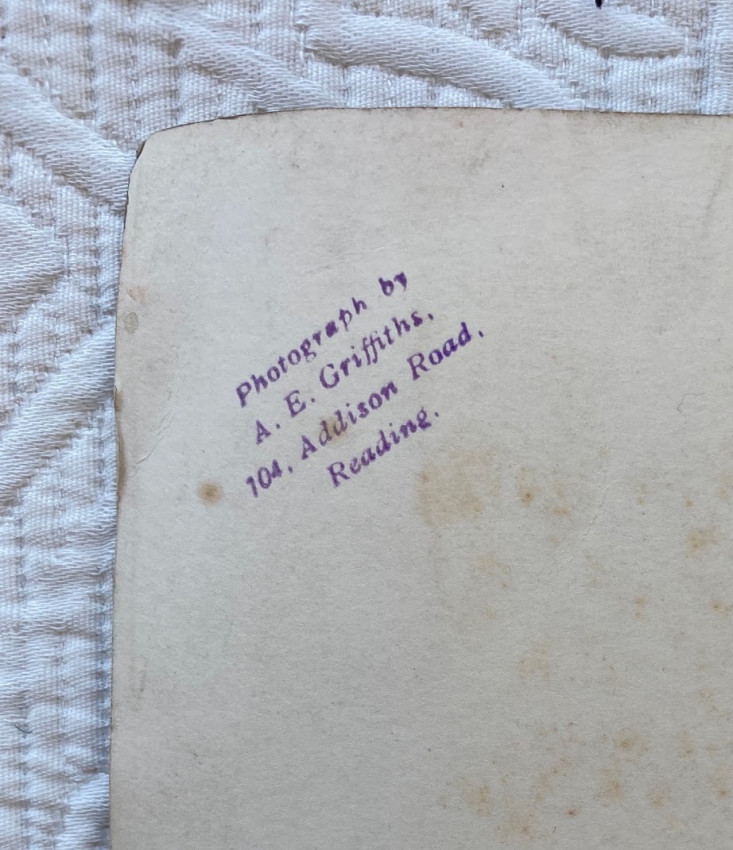 Photograph by
A. E. Griffiths,
104, Addison Road,
Reading.